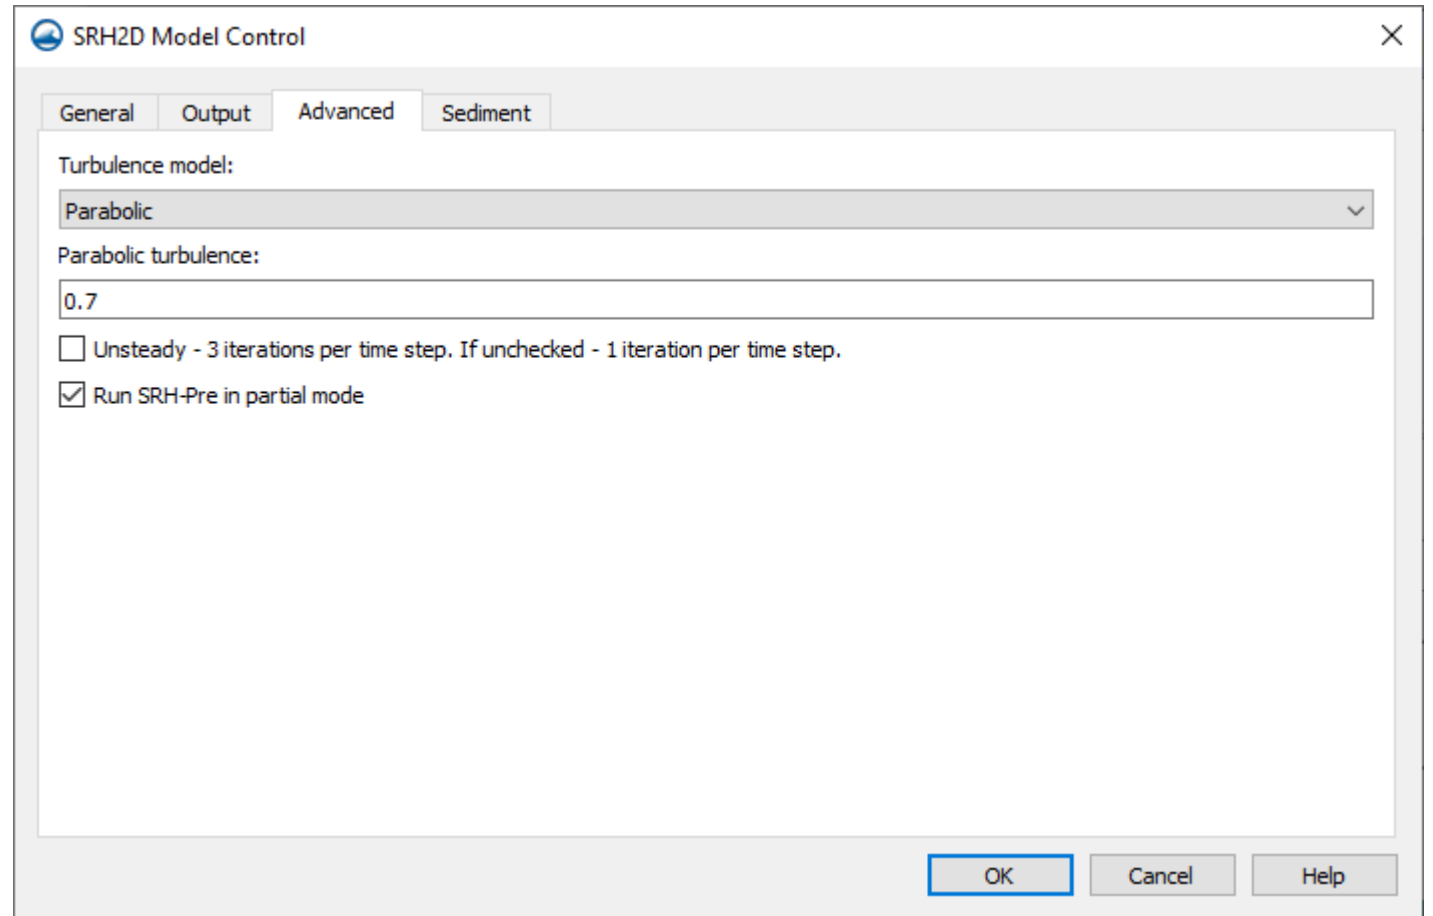 SRH2D Model Control
General Output Advanced Sediment
Turbulence model:
Parabolic
Parabolic turbulence:
0.7
Unsteady - 3 iterations per time step. If unchecked - 1 iteration per time step.
Run SRH-Pre in partial mode
OK Cancel Help